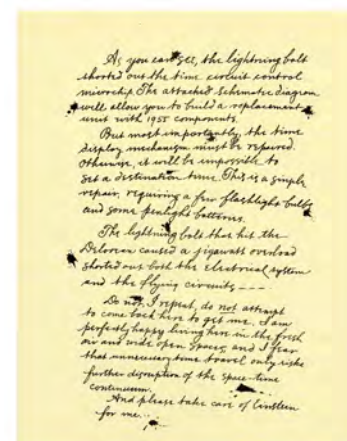 As you can see, the lightning bolt
shorted out the time circuit control
microchip. The attached schematic diagram
will allow you to build a replacement
unit with 1955 components.
But most importantly, the time
display mechanism must be repaired.
Otherwise, it will be impossible to
set a destination time. This is a simple
repair, requiring a few flashlight bulbs
and some penlight batteries.
The lightning bolt that hit the
Delorean caused a jigawatt overload
shorted out both the electrical system
and the flying circuits ---
Do not, I repeat, do not attempt
to come back here to get me. I am
perfectly happy living here in the fresh
air and wide open spaces, and I fear
that unnecessary time travel only risks
further disruption of the space-time
continuum.
And please take care of Einstein
for me...